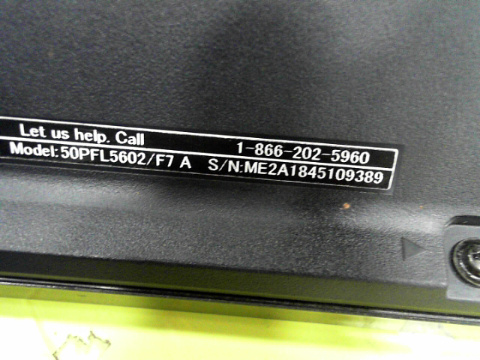 Let us help. Call 1-866-202-5960
Model:50PFL5602/F7 A S/N:ME2A1845109389